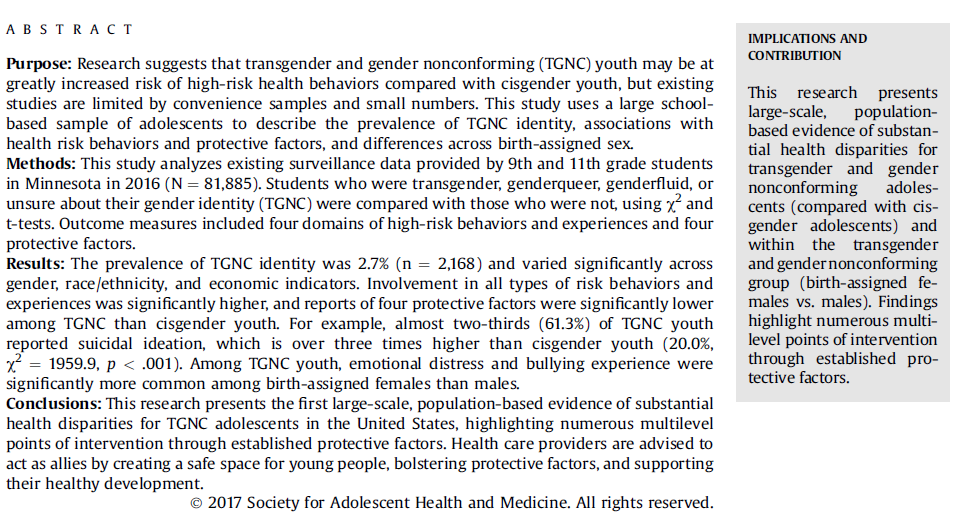 A B S T R A C T
Purpose: Research suggests that transgender and gender nonconforming (TGNC) youth may be at
greatly increased risk of high-risk health behaviors compared with cisgender youth, but existing
studies are limited by convenience samples and small numbers. This study uses a large school-
based sample of adolescents to describe the prevalence of TGNC identity, associations with
health risk behaviors and protective factors, and differences across birth-assigned sex.
Methods: This study analyzes existing surveillance data provided by 9th and 11th grade students
in Minnesota in 2016 (N = 81,885). Students who were transgender, genderqueer, genderfluid, or
unsure about their gender identity (TGNC) were compared with those who were not, using χ² and
t-tests. Outcome measures included four domains of high-risk behaviors and experiences and four
protective factors.
Results: The prevalence of TGNC identity was 2.7% (n = 2,168) and varied significantly across
gender, race/ethnicity, and economic indicators. Involvement in all types of risk behaviors and
experiences was significantly higher, and reports of four protective factors were significantly lower
among TGNC than cisgender youth. For example, almost two-thirds (61.3%) of TGNC youth
reported suicidal ideation, which is over three times higher than cisgender youth (20.0%,
χ² = 1959.9, p < .001). Among TGNC youth, emotional distress and bullying experience were
significantly more common among birth-assigned females than males.
Conclusions: This research presents the first large-scale, population-based evidence of substantial
health disparities for TGNC adolescents in the United States, highlighting numerous multilevel
points of intervention through established protective factors. Health care providers are advised to
act as allies by creating a safe space for young people, bolstering protective factors, and supporting
their healthy development.
© 2017 Society for Adolescent Health and Medicine. All rights reserved.
IMPLICATIONS AND
CONTRIBUTION
This research presents
large-scale, population-
based evidence of substan-
tial health disparities for
transgender and gender
nonconforming adoles-
cents (compared with cis-
gender adolescents) and
within the transgender
and gender nonconforming
group (birth-assigned fe-
males vs. males). Findings
highlight numerous multi-
level points of intervention
through established pro-
tective factors.